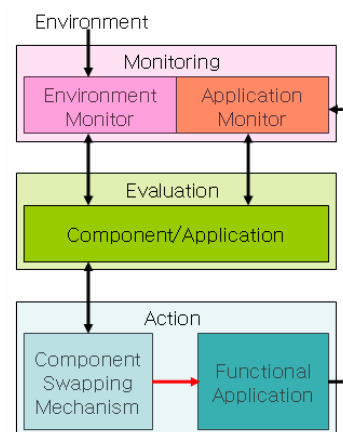 Environment
Monitoring
Environment
Monitor
Application
Monitor
Evaluation
Component/Application
Action
Component
Swapping
Mechanism
Functional
Application